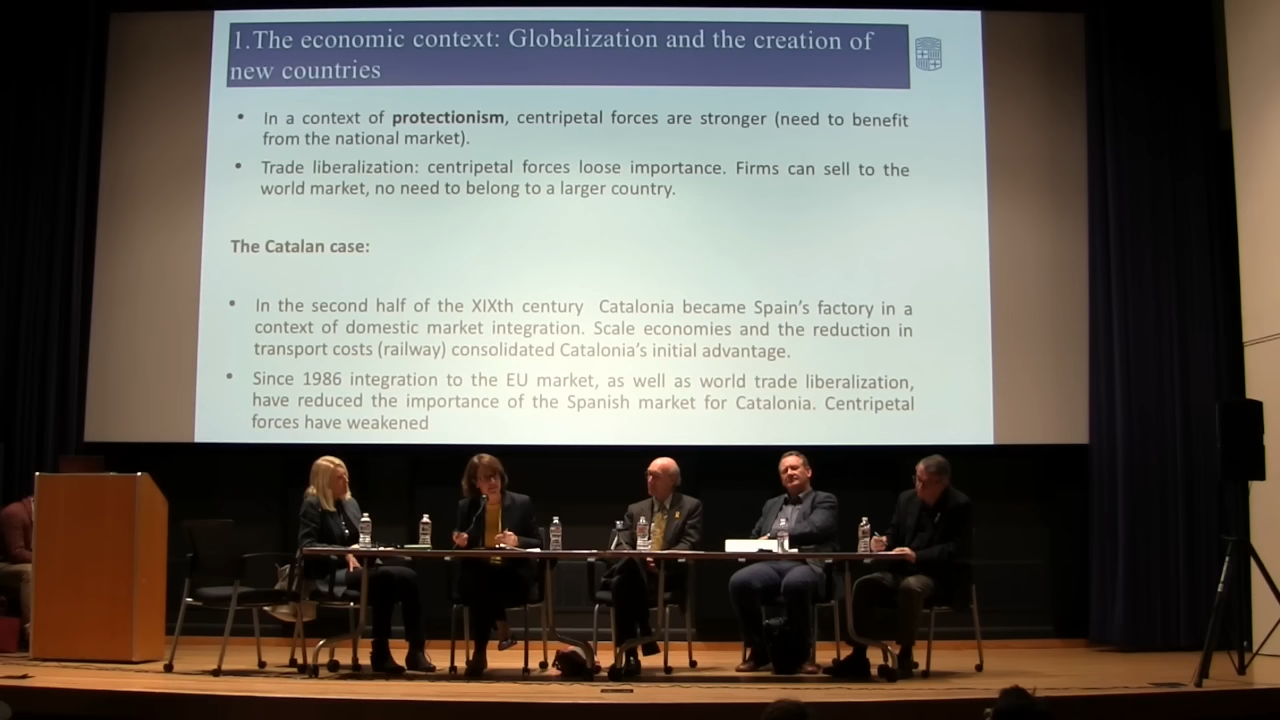 1.The economic context: Globalization and the creation of
new countries
• In a context of protectionism, centripetal forces are stronger (need to benefit
from the national market).
• Trade liberalization: centripetal forces loose importance. Firms can sell to the
world market, no need to belong to a larger country.
The Catalan case:
• In the second half of the XIXth century Catalonia became Spain's factory in a
context of domestic market integration. Scale economies and the reduction in
transport costs (railway) consolidated Catalonia's initial advantage.
• Since 1986 integration to the EU market, as well as world trade liberalization,
have reduced the importance of the Spanish market for Catalonia. Centripetal
forces have weakened